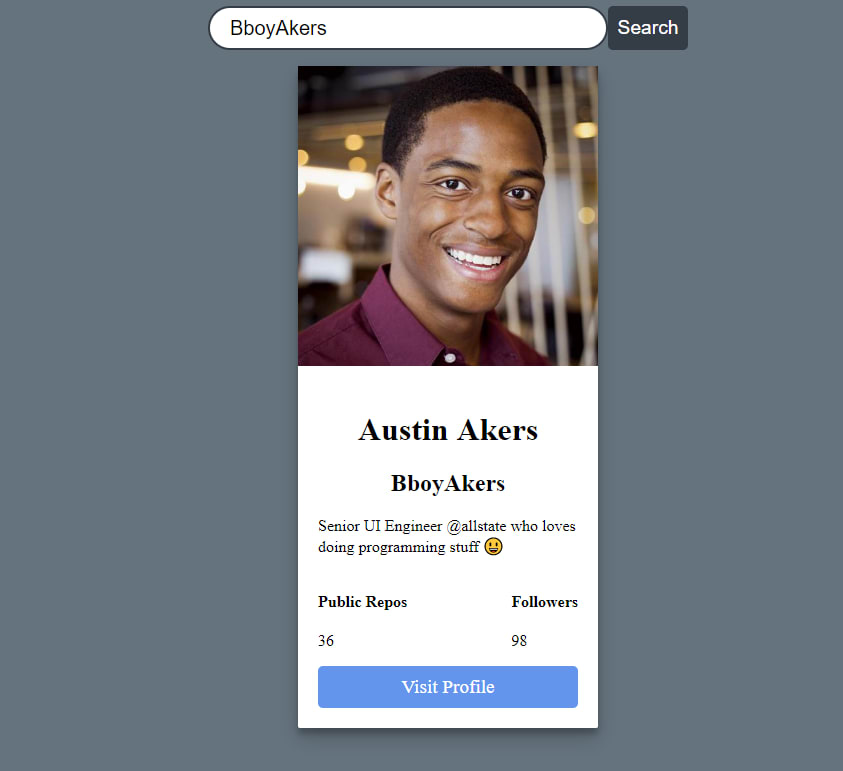 BboyAkers
Search
Austin Akers
BboyAkers
Senior UI Engineer @allstate who loves
doing programming stuff 😃
Public Repos Followers
36 98
Visit Profile